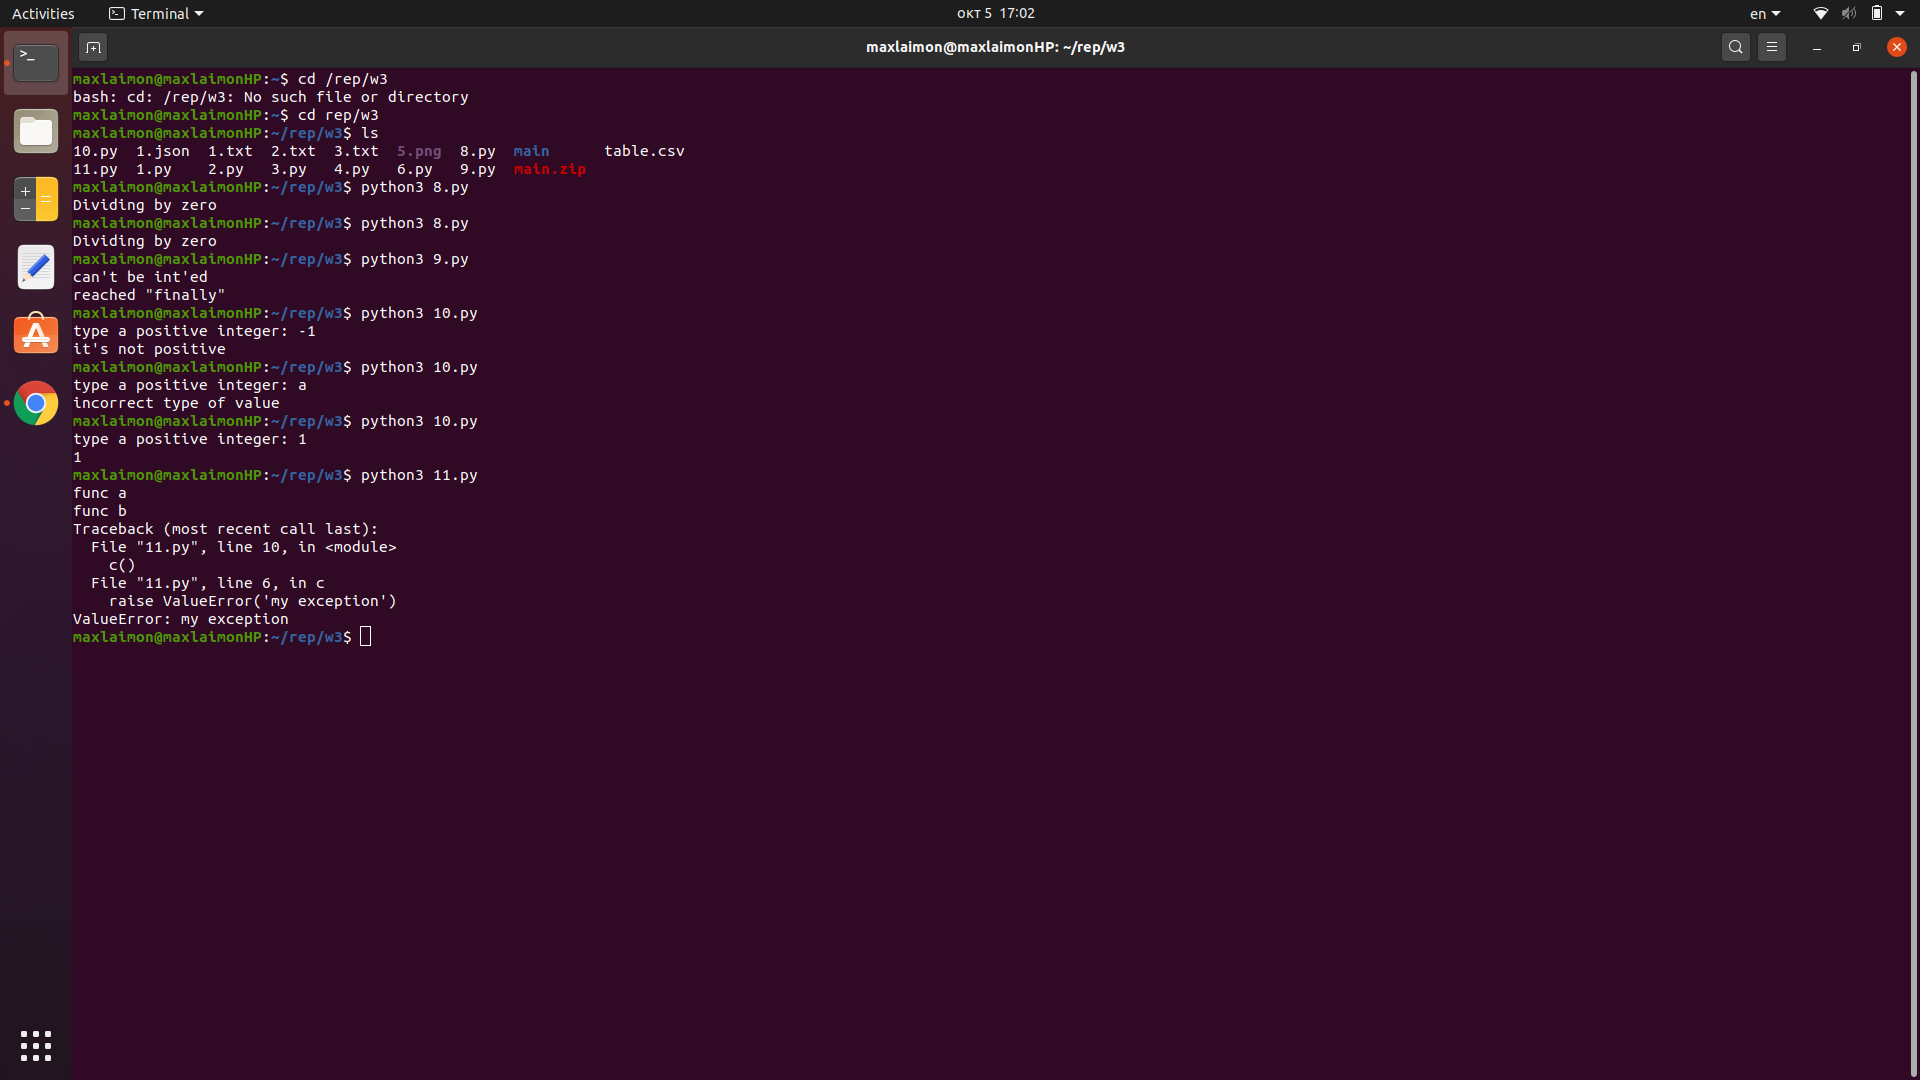 Activities
Terminal
окт 5 17:02
en
maxlaimon@maxlaimonHP: ~/rep/w3
maxlaimon@maxlaimonHP:~$ cd /rep/w3
bash: cd: /rep/w3: No such file or directory
maxlaimon@maxlaimonHP:~$ cd rep/w3
maxlaimon@maxlaimonHP:~/rep/w3$ ls
10.py  1.json  1.txt  2.txt  3.txt  5.png  8.py  main      table.csv
11.py  1.py    2.py   3.py   4.py   6.py   9.py  main.zip
maxlaimon@maxlaimonHP:~/rep/w3$ python3 8.py
Dividing by zero
maxlaimon@maxlaimonHP:~/rep/w3$ python3 8.py
Dividing by zero
maxlaimon@maxlaimonHP:~/rep/w3$ python3 9.py
can't be int'ed
reached "finally"
maxlaimon@maxlaimonHP:~/rep/w3$ python3 10.py
type a positive integer: -1
it's not positive
maxlaimon@maxlaimonHP:~/rep/w3$ python3 10.py
type a positive integer: a
incorrect type of value
maxlaimon@maxlaimonHP:~/rep/w3$ python3 10.py
type a positive integer: 1
1
maxlaimon@maxlaimonHP:~/rep/w3$ python3 11.py
func a
func b
Traceback (most recent call last):
  File "11.py", line 10, in <module>
    c()
  File "11.py", line 6, in c
    raise ValueError('my exception')
ValueError: my exception
maxlaimon@maxlaimonHP:~/rep/w3$